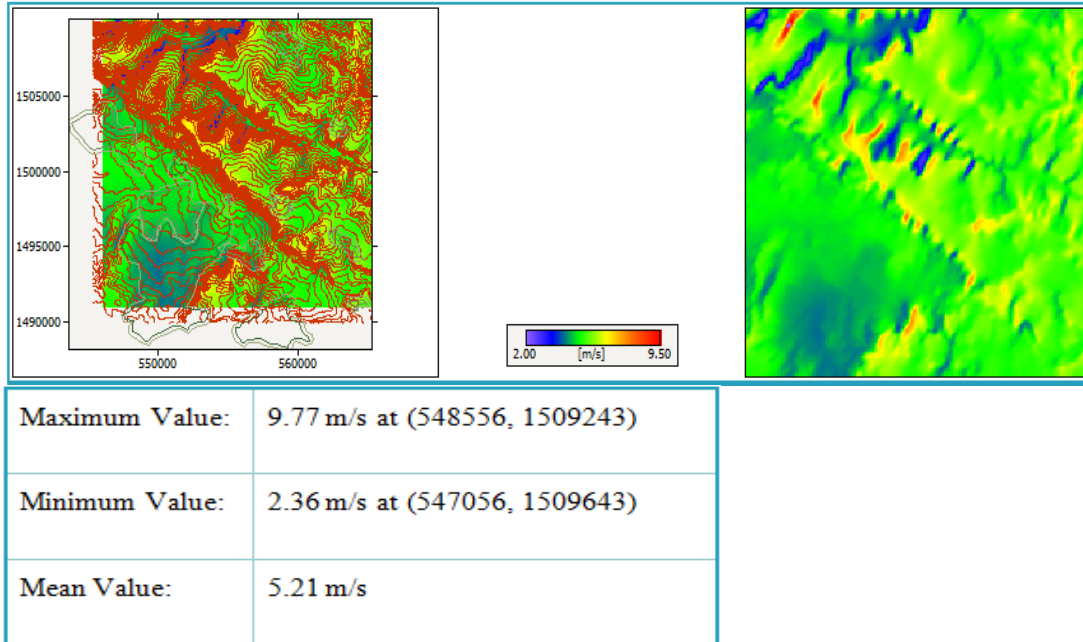 1505000
1500000
1495000
1490000
550000
560000
2.00 [m/s] 9.50
Maximum Value: 9.77 m/s at (548556, 1509243)
Minimum Value: 2.36 m/s at (547056, 1509643)
Mean Value: 5.21 m/s